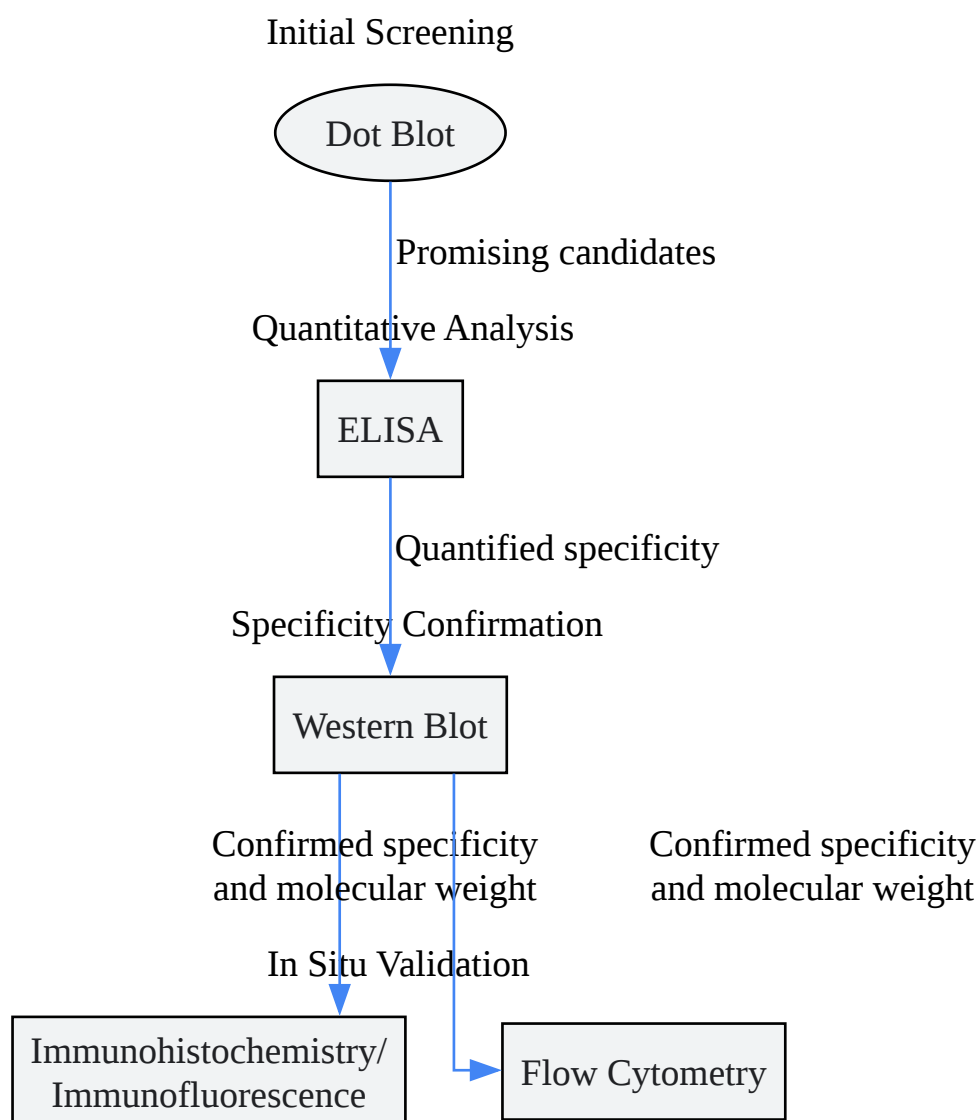 Initial Screening
Dot Blot
Promising candidates
Quantitative Analysis
ELISA
Quantified specificity
Specificity Confirmation
Western Blot
Confirmed specificity
and molecular weight
Confirmed specificity
and molecular weight
In Situ Validation
Immunohistochemistry/
Immunofluorescence
Flow Cytometry